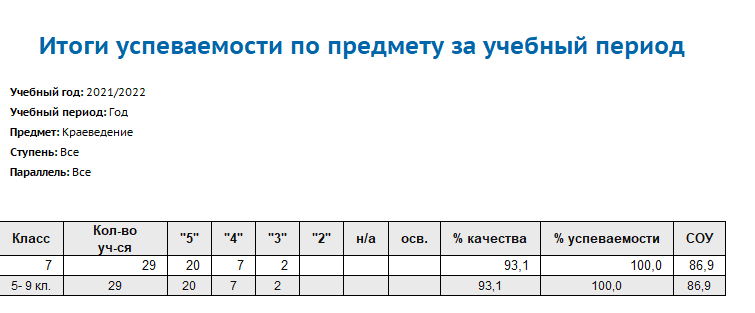 Итоги успеваемости по предмету за учебный период
Учебный год: 2021/2022
Учебный период: Год
Предмет: Краеведение
Ступень: Все
Параллель: Все
Класс Кол-во уч-ся "5" "4" "3" "2" н/а осв. % качества % успеваемости СОУ
7 29 20 7 2 93,1 100,0 86,9
5- 9 кл. 29 20 7 2 93,1 100,0 86,9